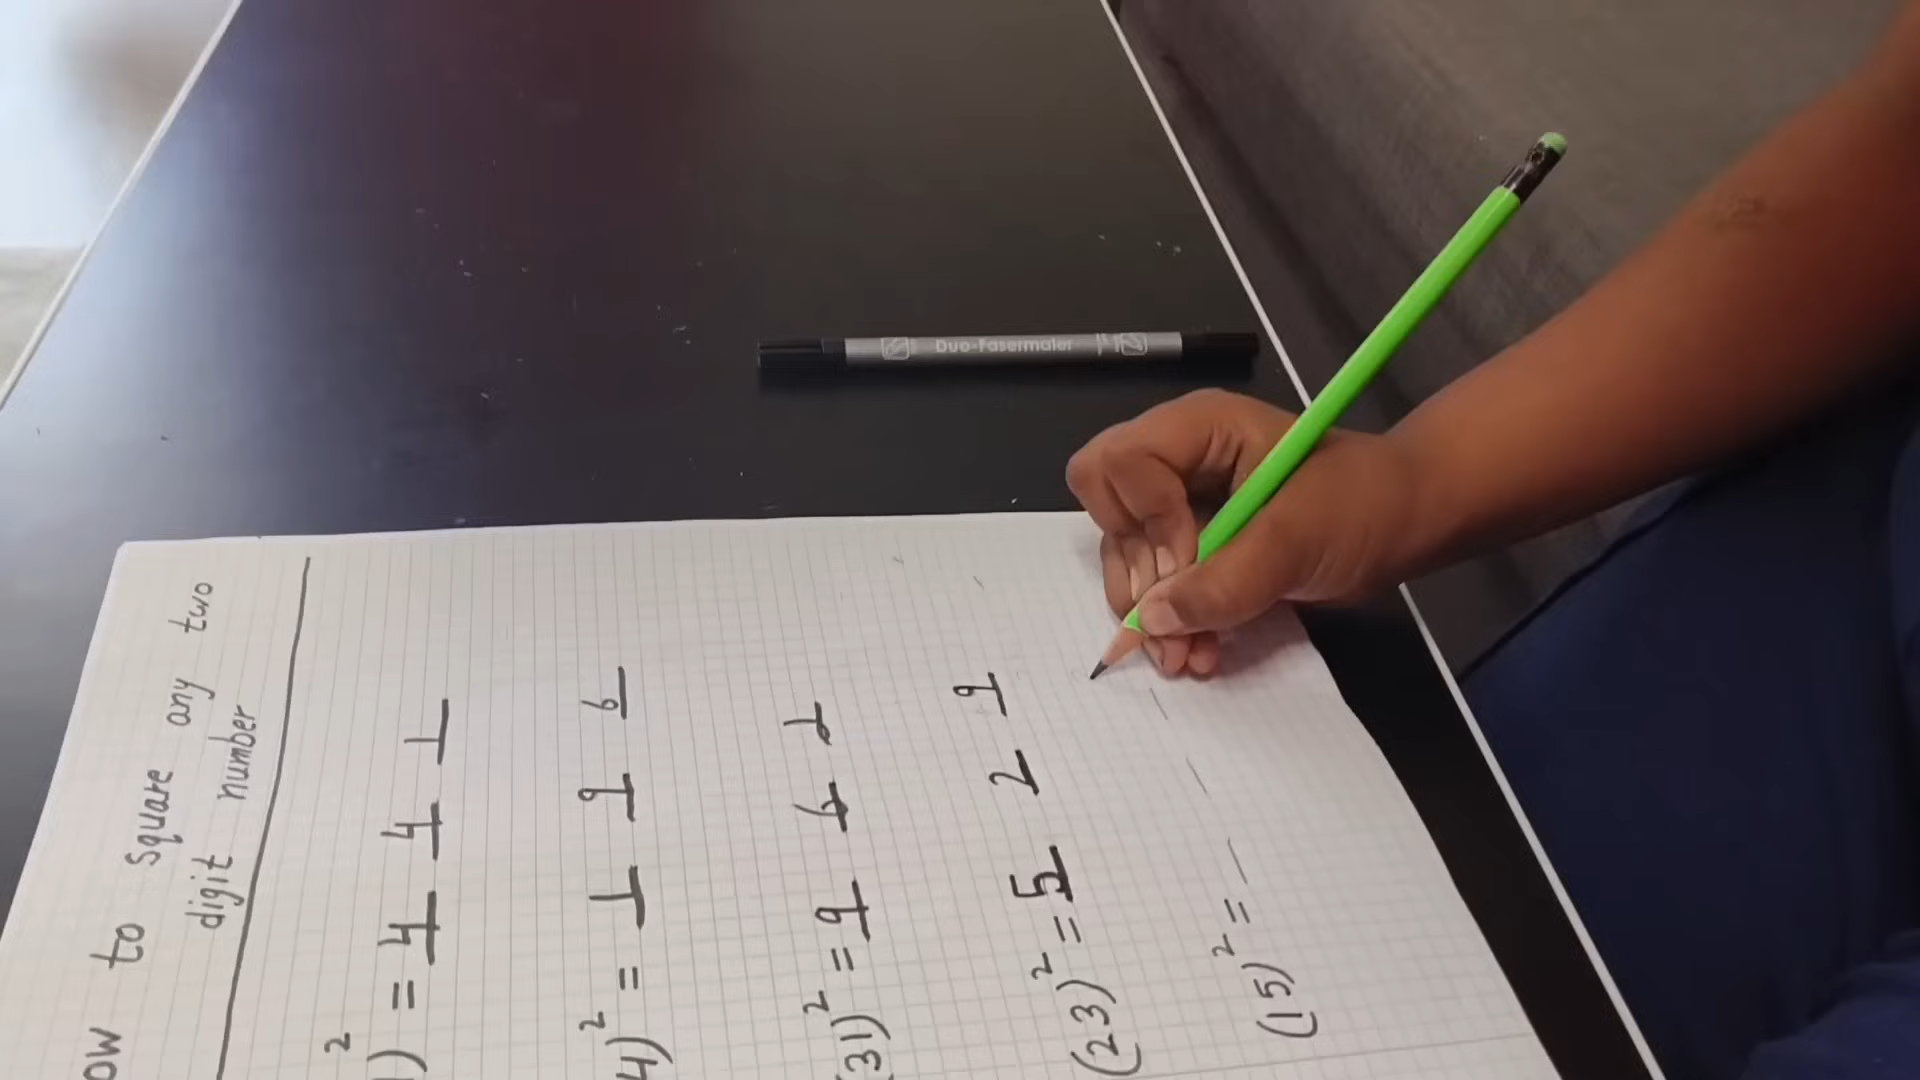 ow to square any two
digit number
)² = 4 4 1
4)² = 1 9 6
(31)² = 9 6 1
(23)² = 5 2 9
(15)² =
Duo-Fasermaler